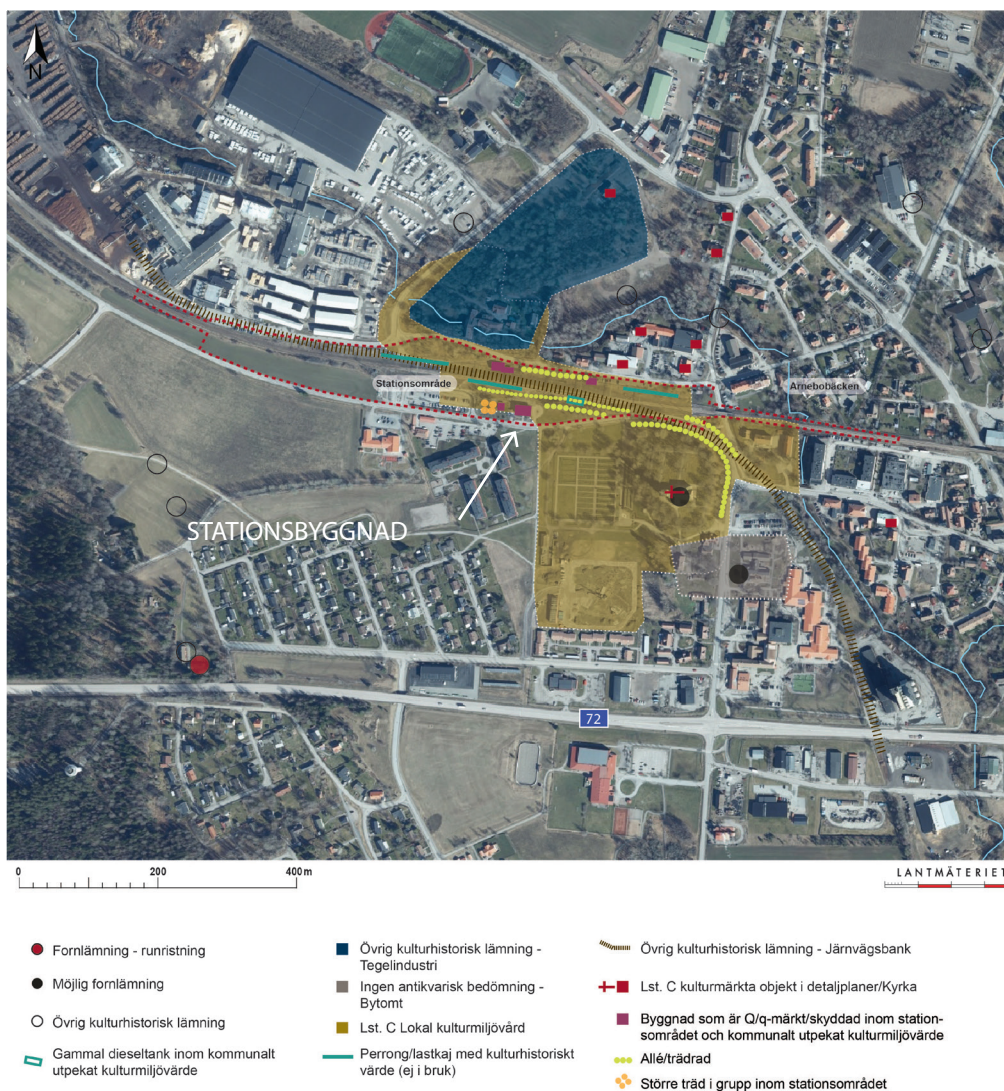 N
Stationsområde
Arnebobäcken
STATIONSBYGGNAD
72
0
200
400m
LANTMÄTERIET
Fornlämning - runristning
Möjlig fornlämning
Övrig kulturhistorisk lämning
Gammal dieseltank inom kommunalt
utpekat kulturmiljövärde
Övrig kulturhistorisk lämning -
Tegelindustri
Ingen antikvarisk bedömning -
Bytomt
Lst. C Lokal kulturmiljövård
Perrong/lastkaj med kulturhistoriskt
värde (ej i bruk)
Övrig kulturhistorisk lämning - Järnvägsbank
Lst. C kulturmärkta objekt i detaljplaner/Kyrka
Byggnad som är Q/q-märkt/skyddad inom station-
sområdet och kommunalt utpekat kulturmiljövärde
Allé/trädrad
Större träd i grupp inom stationsområdet